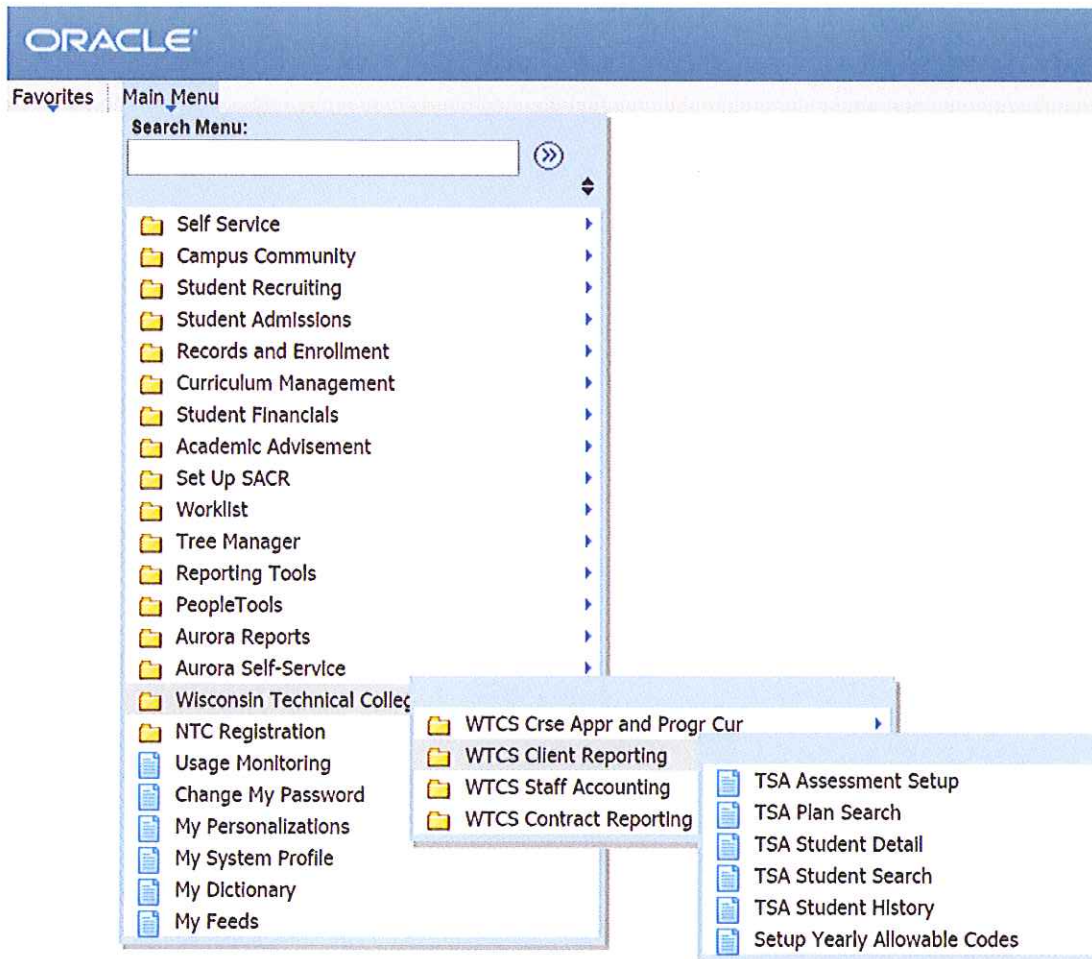 ORACLE'
Favorites Main Menu
Search Menu:
Self Service
Campus Community
Student Recruiting
Student Admissions
Records and Enrollment
Curriculum Management
Student Financials
Academic Advisement
Set Up SACR
Worklist
Tree Manager
Reporting Tools
PeopleTools
Aurora Reports
Aurora Self-Service
Wisconsin Technical Colleg
NTC Registration
Usage Monitoring
Change My Password
My Personalizations
My System Profile
My Dictionary
My Feeds
WTCS Crse Appr and Progr Cur
WTCS Client Reporting
WTCS Staff Accounting
WTCS Contract Reporting
TSA Assessment Setup
TSA Plan Search
TSA Student Detail
TSA Student Search
TSA Student History
Setup Yearly Allowable Codes